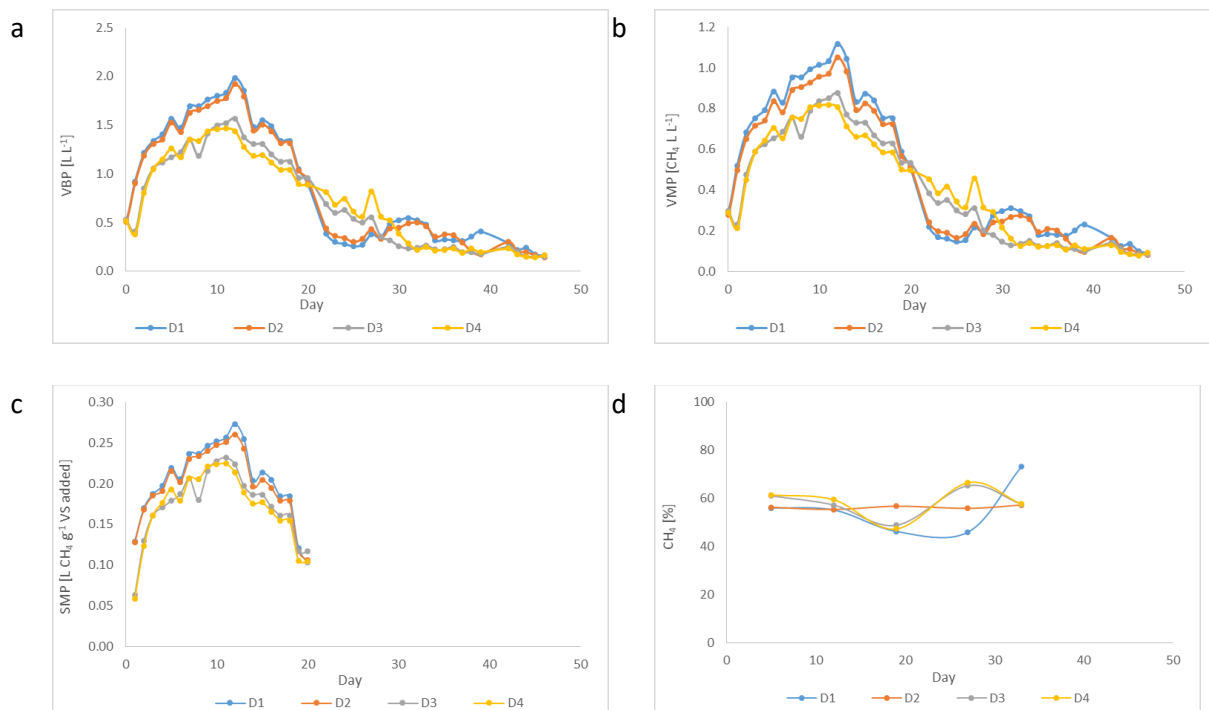 a
VBP [L L⁻¹]
2.5
2.0
1.5
1.0
0.5
0.0
0 10 20 30 40 50
Day
D1 D2 D3 D4
b
VMP [CH₄ L L⁻¹]
1.2
1.0
0.8
0.6
0.4
0.2
0.0
0 10 20 30 40 50
Day
D1 D2 D3 D4
c
SMP [L CH₄ g⁻¹ VS added]
0.30
0.25
0.20
0.15
0.10
0.05
0.00
0 10 20 30 40 50
Day
D1 D2 D3 D4
d
CH₄ [%]
100
80
60
40
20
0
0 10 20 30 40 50
Day
D1 D2 D3 D4